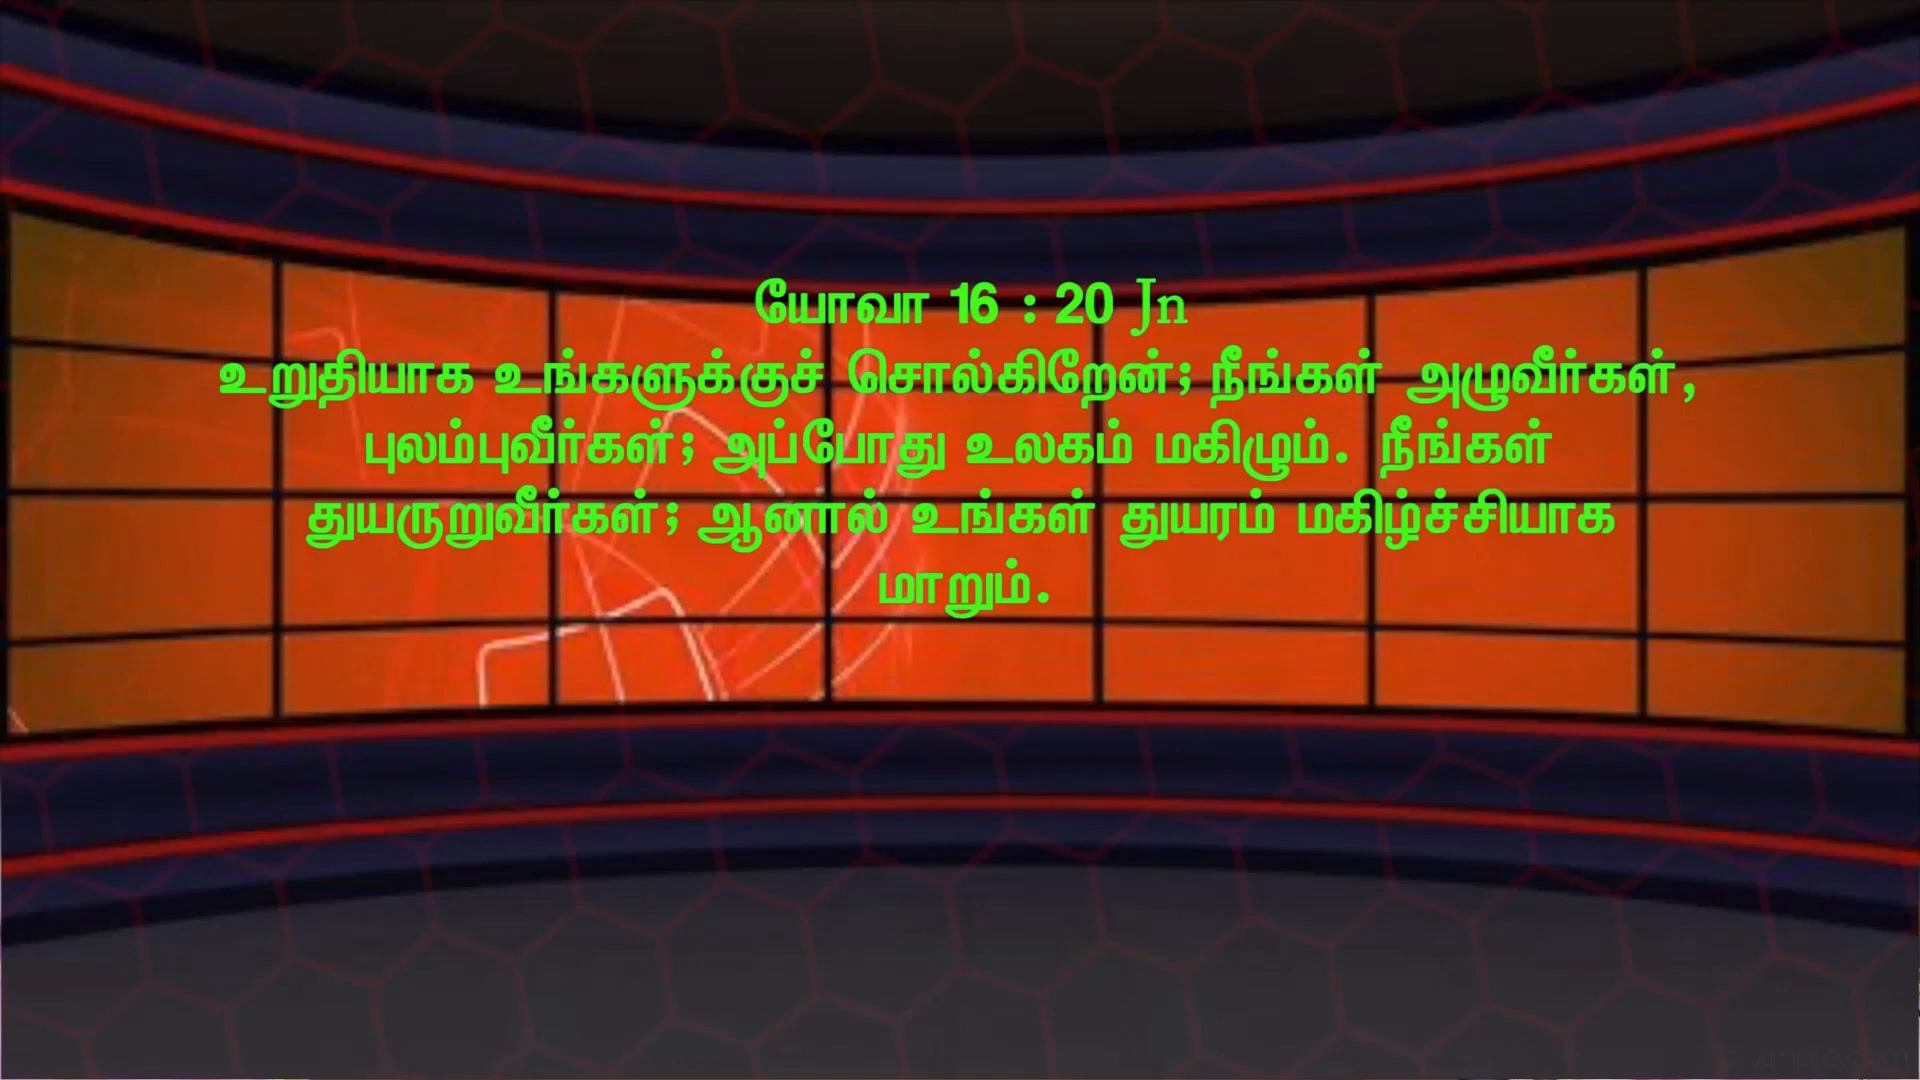 யோவா 16 : 20 Jn
உறுதியாக உங்களுக்குச் சொல்கிறேன்; நீங்கள் அழுவீர்கள்,
புலம்புவீர்கள்; அப்போது உலகம் மகிழும். நீங்கள்
துயருறுவீர்கள்; ஆனால் உங்கள் துயரம் மகிழ்ச்சியாக
மாறும்.